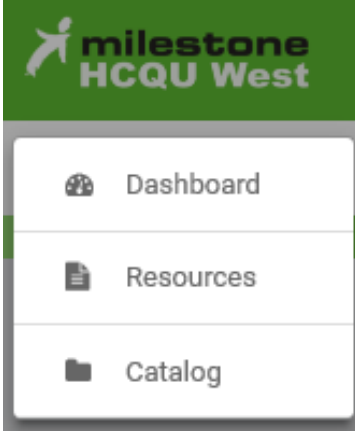 milestone
HCQU West
Dashboard
Resources
Catalog